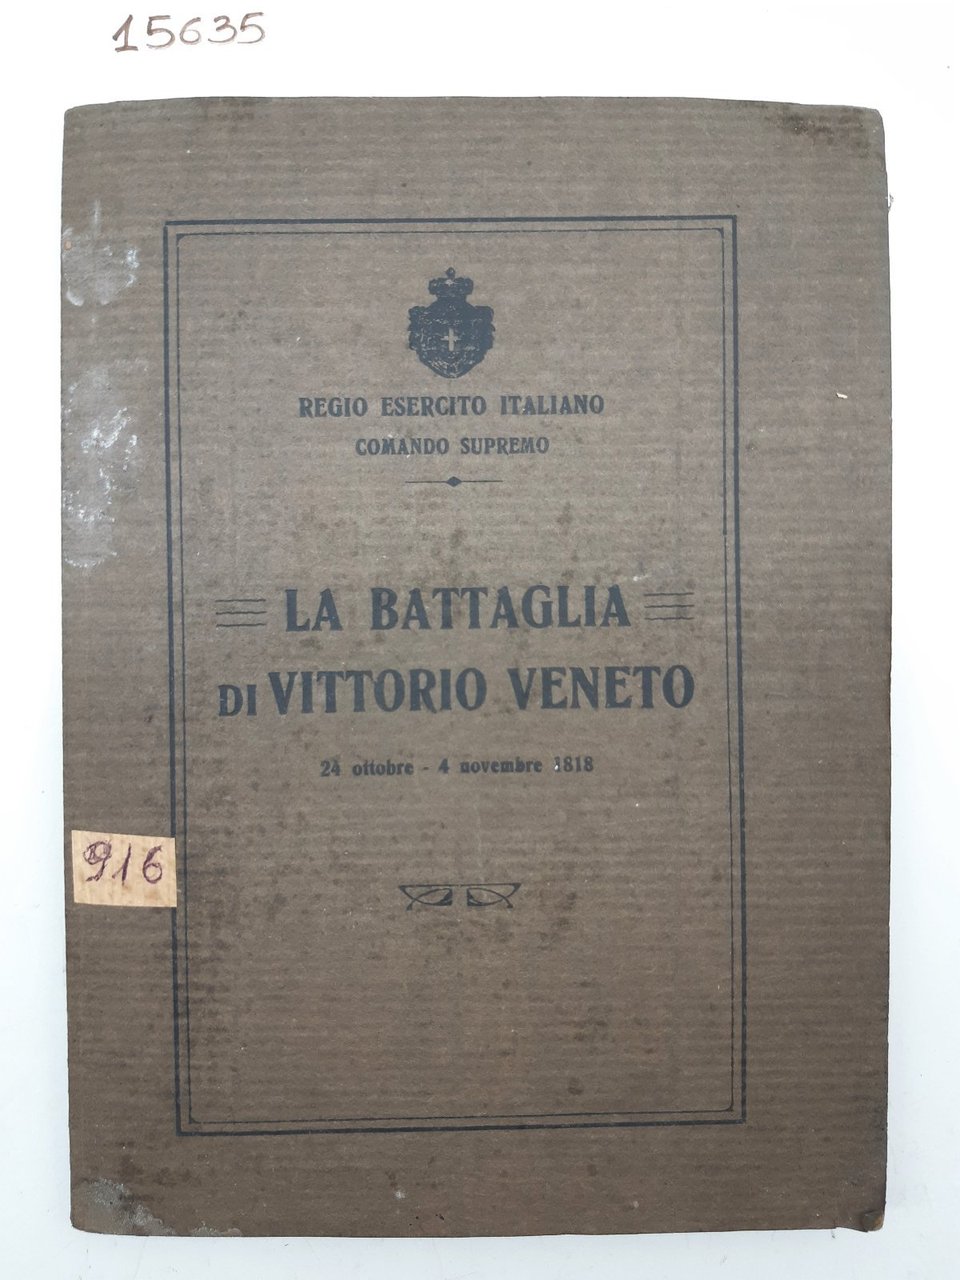 15635
REGIO ESERCITO ITALIANO
COMANDO SUPREMO
LA BATTAGLIA
DI VITTORIO VENETO
24 ottobre - 4 novembre 1818
916